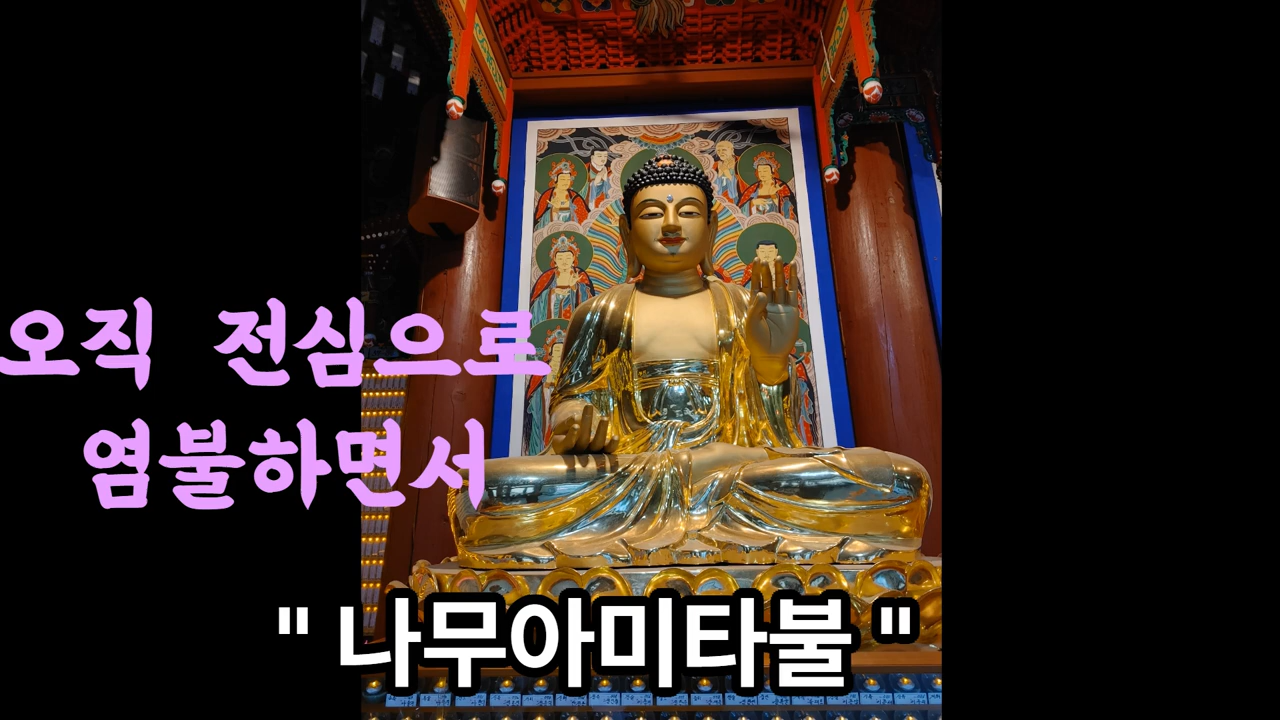 오직 전심으로
염불하면서
" 나무아미타불 "